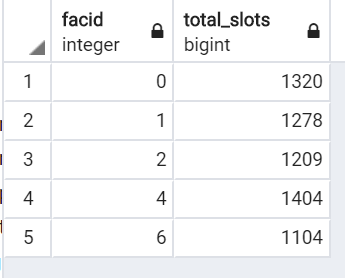 facid total_slots
integer bigint
1 0 1320
2 1 1278
3 2 1209
4 4 1404
5 6 1104